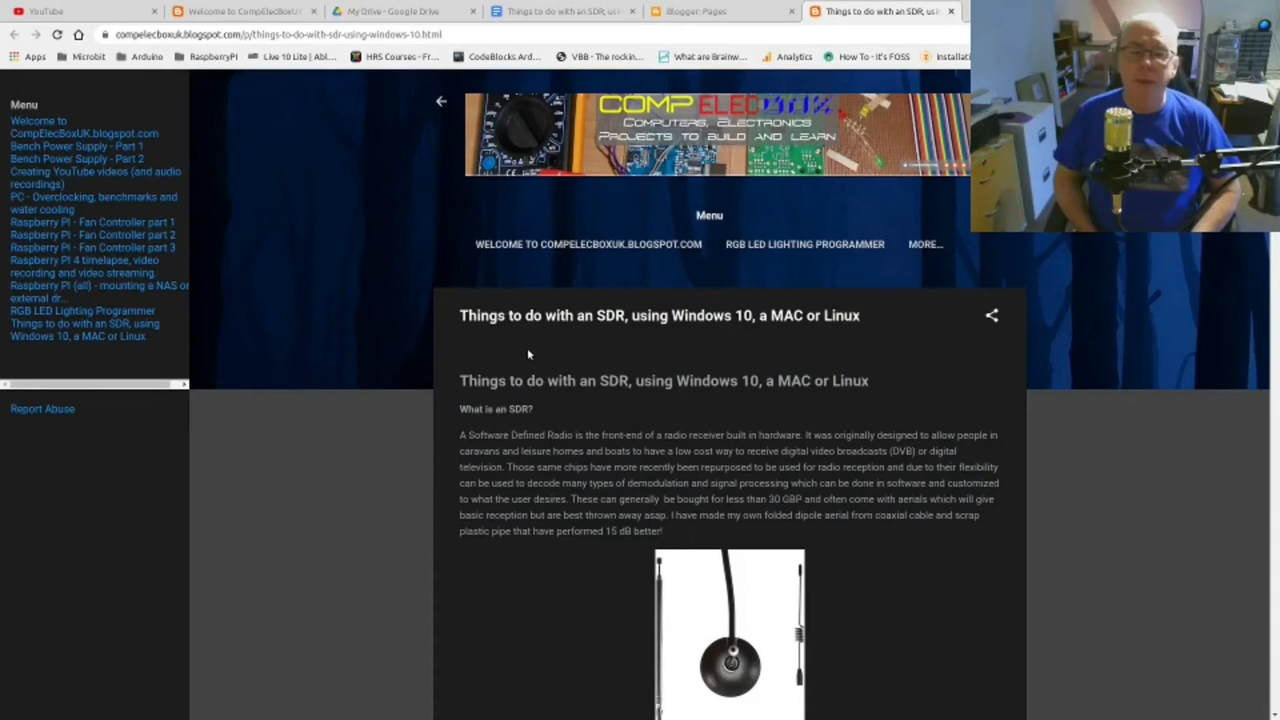 YouTube
Welcome to CompElecBoxU
My Drive - Google Drive
Things to do with an SDR, us
Blogger: Pages
Things to do with an SDR, usi
compelecboxuk.blogspot.com/p/things-to-do-with-sdr-using-windows-10.html
Apps
Microbit
Arduino
RaspberryPI
Live 10 Lite | Abl...
HRS Courses - Fr...
CodeBlocks Ard...
VBB - The rockin...
What are Brainw...
Analytics
How To - It's FOSS
Installati
Menu
Welcome to
CompElecBoxUK.blogspot.com
Bench Power Supply - Part 1
Bench Power Supply - Part 2
Creating YouTube videos (and audio
recordings)
PC - Overclocking, benchmarks and
water cooling
Raspberry PI - Fan Controller part 1
Raspberry PI - Fan Controller part 2
Raspberry PI - Fan Controller part 3
Raspberry PI 4 timelapse, video
recording and video streaming.
Raspberry PI (all) - mounting a NAS or
external dr...
RGB LED Lighting Programmer
Things to do with an SDR, using
Windows 10, a MAC or Linux
Report Abuse
COMP ELECBOX
COMPUTERS, ELECTRONICS
PROJECTS TO BUILD AND LEARN
Menu
WELCOME TO COMPELECBOXUK.BLOGSPOT.COM
RGB LED LIGHTING PROGRAMMER
MORE...
Things to do with an SDR, using Windows 10, a MAC or Linux
Things to do with an SDR, using Windows 10, a MAC or Linux
What is an SDR?
A Software Defined Radio is the front-end of a radio receiver built in hardware. It was originally designed to allow people in
caravans and leisure homes and boats to have a low cost way to receive digital video broadcasts (DVB) or digital
television. Those same chips have more recently been repurposed to be used for radio reception and due to their flexibility
can be used to decode many types of demodulation and signal processing which can be done in software and customized
to what the user desires. These can generally be bought for less than 30 GBP and often come with aerials which will give
basic reception but are best thrown away asap. I have made my own folded dipole aerial from coaxial cable and scrap
plastic pipe that have performed 15 dB better!